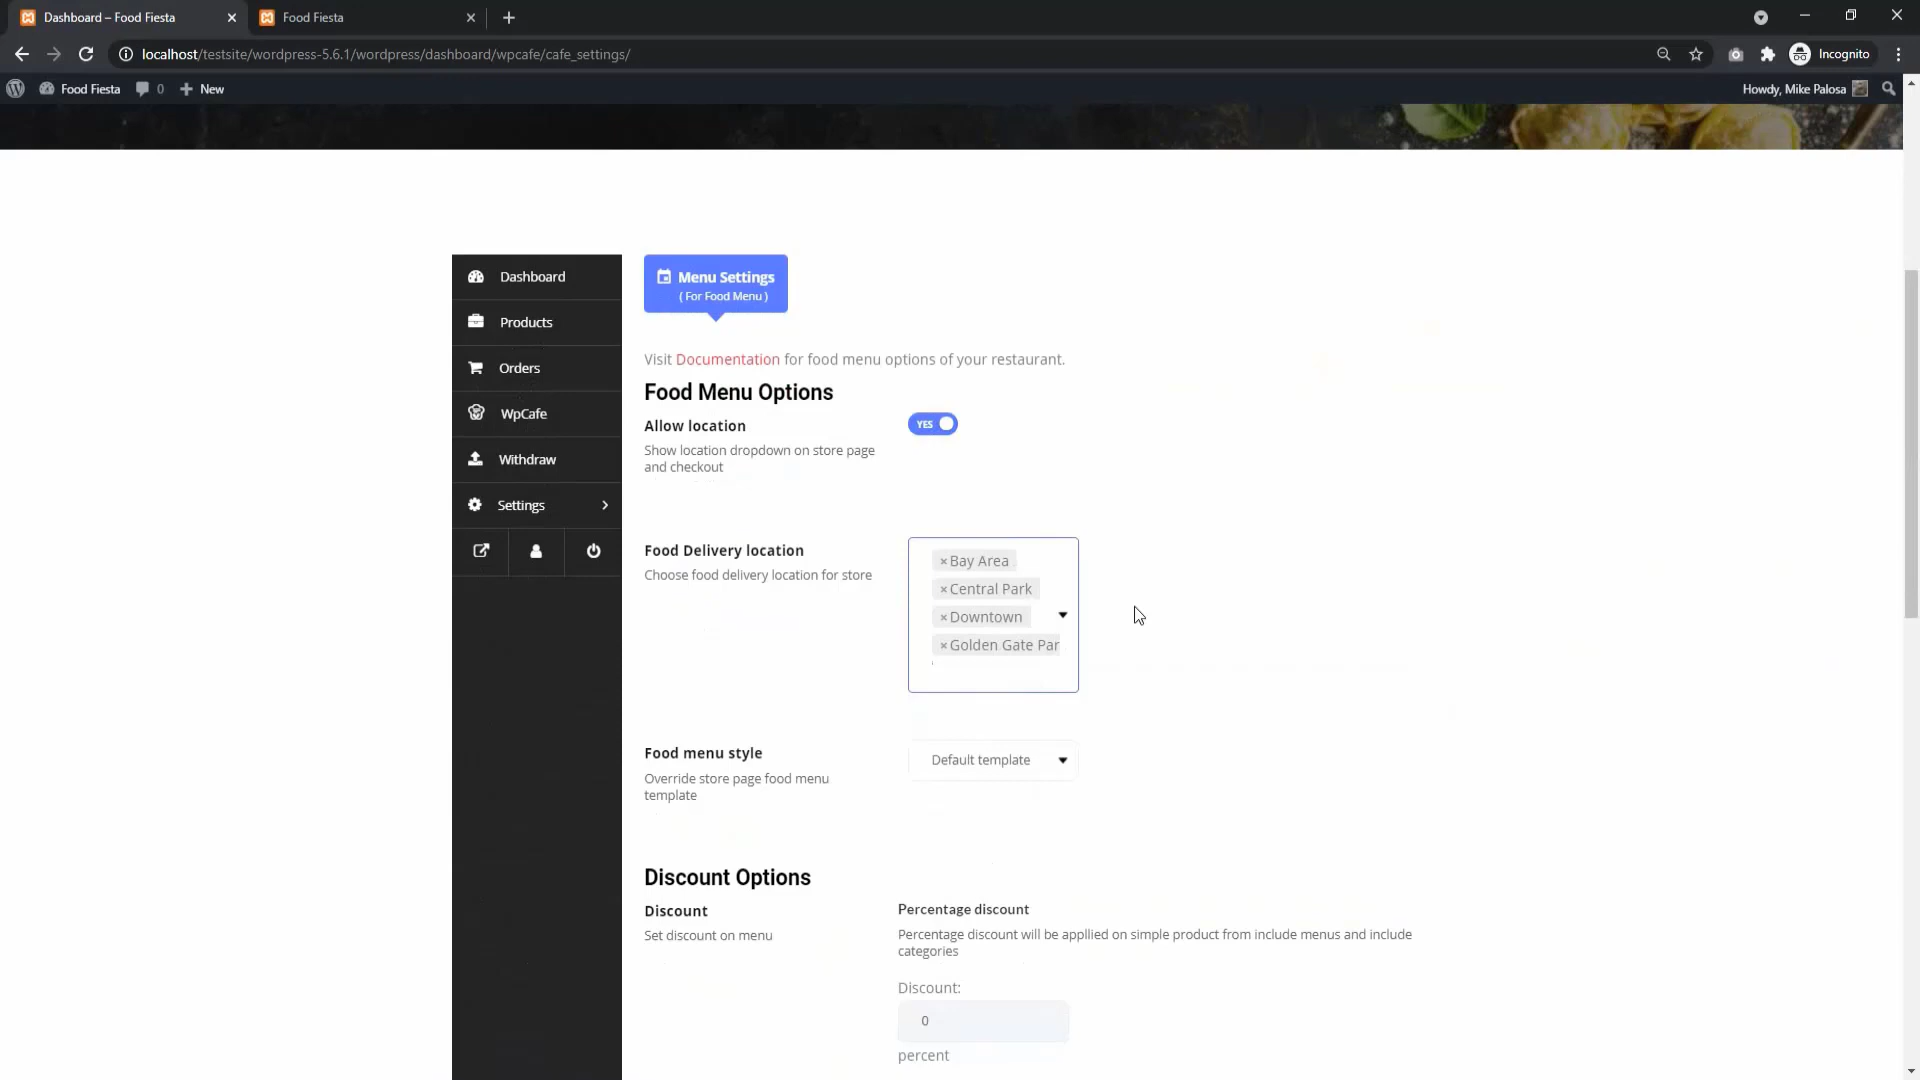 Dashboard – Food Fiesta
Food Fiesta
localhost/testsite/wordpress-5.6.1/wordpress/dashboard/wpcafe/cafe_settings/
Incognito
Food Fiesta
0
New
Howdy, Mike Palosa
Dashboard
Products
Orders
WpCafe
Withdraw
Settings
Menu Settings
( For Food Menu )
Visit Documentation for food menu options of your restaurant.
Food Menu Options
Allow location
YES
Show location dropdown on store page
and checkout
Food Delivery location
Choose food delivery location for store
×Bay Area
×Central Park
×Downtown
×Golden Gate Par
Food menu style
Override store page food menu
template
Default template
Discount Options
Discount
Set discount on menu
Percentage discount
Percentage discount will be appllied on simple product from include menus and include
categories
Discount:
0
percent